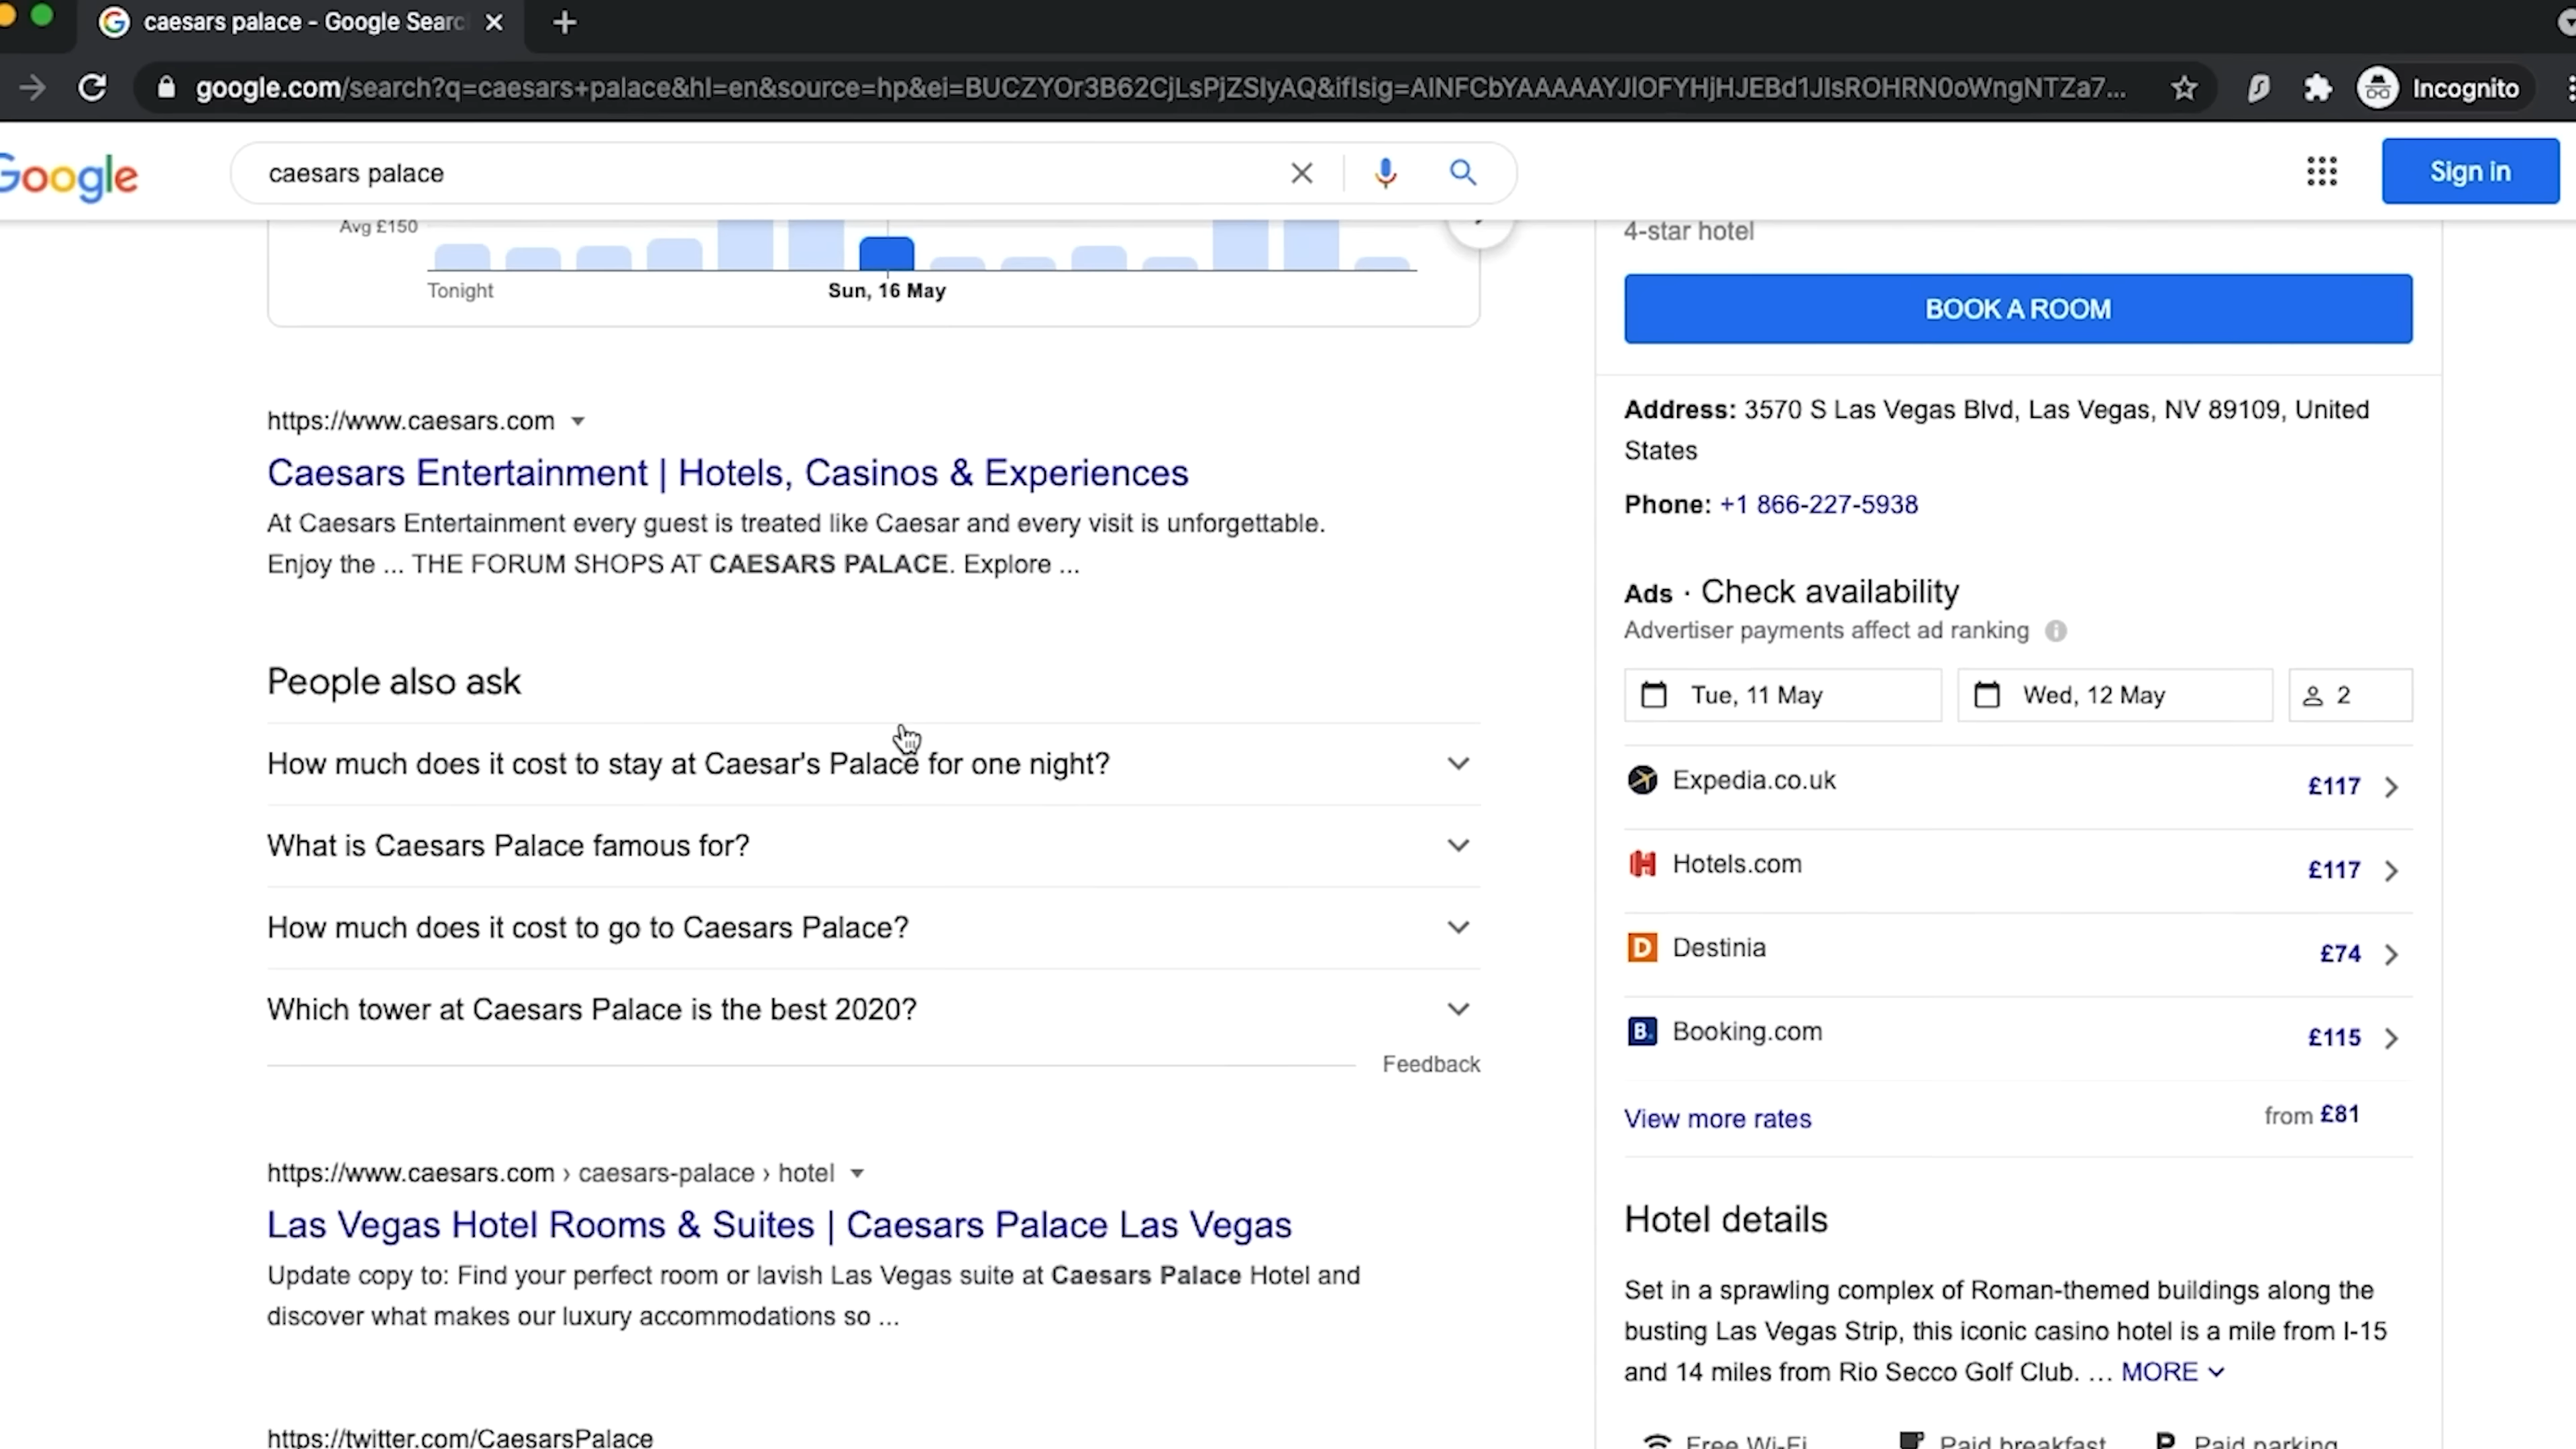 caesars palace - Google Searc
google.com/search?q=caesars+palace&hl=en&source=hp&ei=BUCZYOr3B62CjLsPjZSIyAQ&iflsig=AINFCbYAAAAAYJlOFYHjHJEBd1JIsROHRN0oWngNTZa7...
Incognito
Google
caesars palace
Sign in
Avg £150
Tonight
Sun, 16 May
https://www.caesars.com
Caesars Entertainment | Hotels, Casinos & Experiences
At Caesars Entertainment every guest is treated like Caesar and every visit is unforgettable.
Enjoy the ... THE FORUM SHOPS AT CAESARS PALACE. Explore ...
People also ask
How much does it cost to stay at Caesar's Palace for one night?
What is Caesars Palace famous for?
How much does it cost to go to Caesars Palace?
Which tower at Caesars Palace is the best 2020?
Feedback
https://www.caesars.com › caesars-palace › hotel
Las Vegas Hotel Rooms & Suites | Caesars Palace Las Vegas
Update copy to: Find your perfect room or lavish Las Vegas suite at Caesars Palace Hotel and
discover what makes our luxury accommodations so ...
https://twitter.com/CaesarsPalace
4-star hotel
BOOK A ROOM
Address: 3570 S Las Vegas Blvd, Las Vegas, NV 89109, United
States
Phone: +1 866-227-5938
Ads · Check availability
Advertiser payments affect ad ranking
Tue, 11 May Wed, 12 May 2
Expedia.co.uk £117
Hotels.com £117
D Destinia £74
B. Booking.com £115
View more rates from £81
Hotel details
Set in a sprawling complex of Roman-themed buildings along the
busting Las Vegas Strip, this iconic casino hotel is a mile from I-15
and 14 miles from Rio Secco Golf Club. ... MORE
Free Wi-Fi Paid breakfast P Paid parking